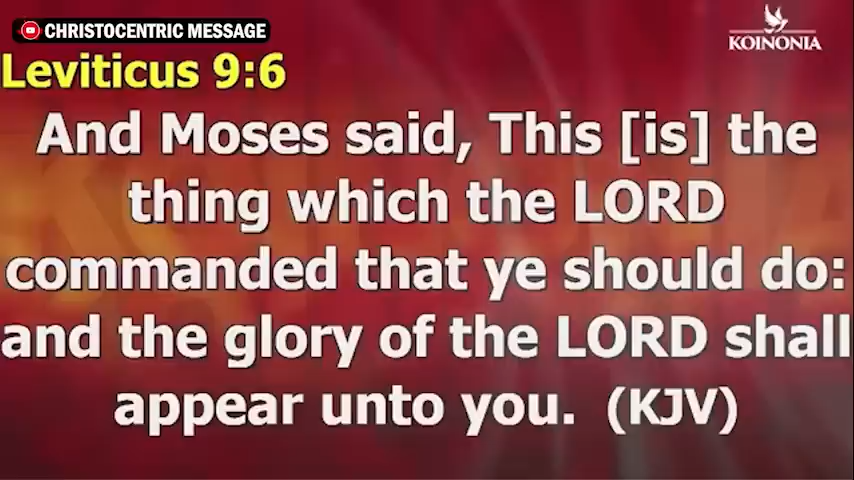 CHRISTOCENTRIC MESSAGE
KOINONIA
Leviticus 9:6
And Moses said, This [is] the
thing which the LORD
commanded that ye should do:
and the glory of the LORD shall
appear unto you. (KJV)